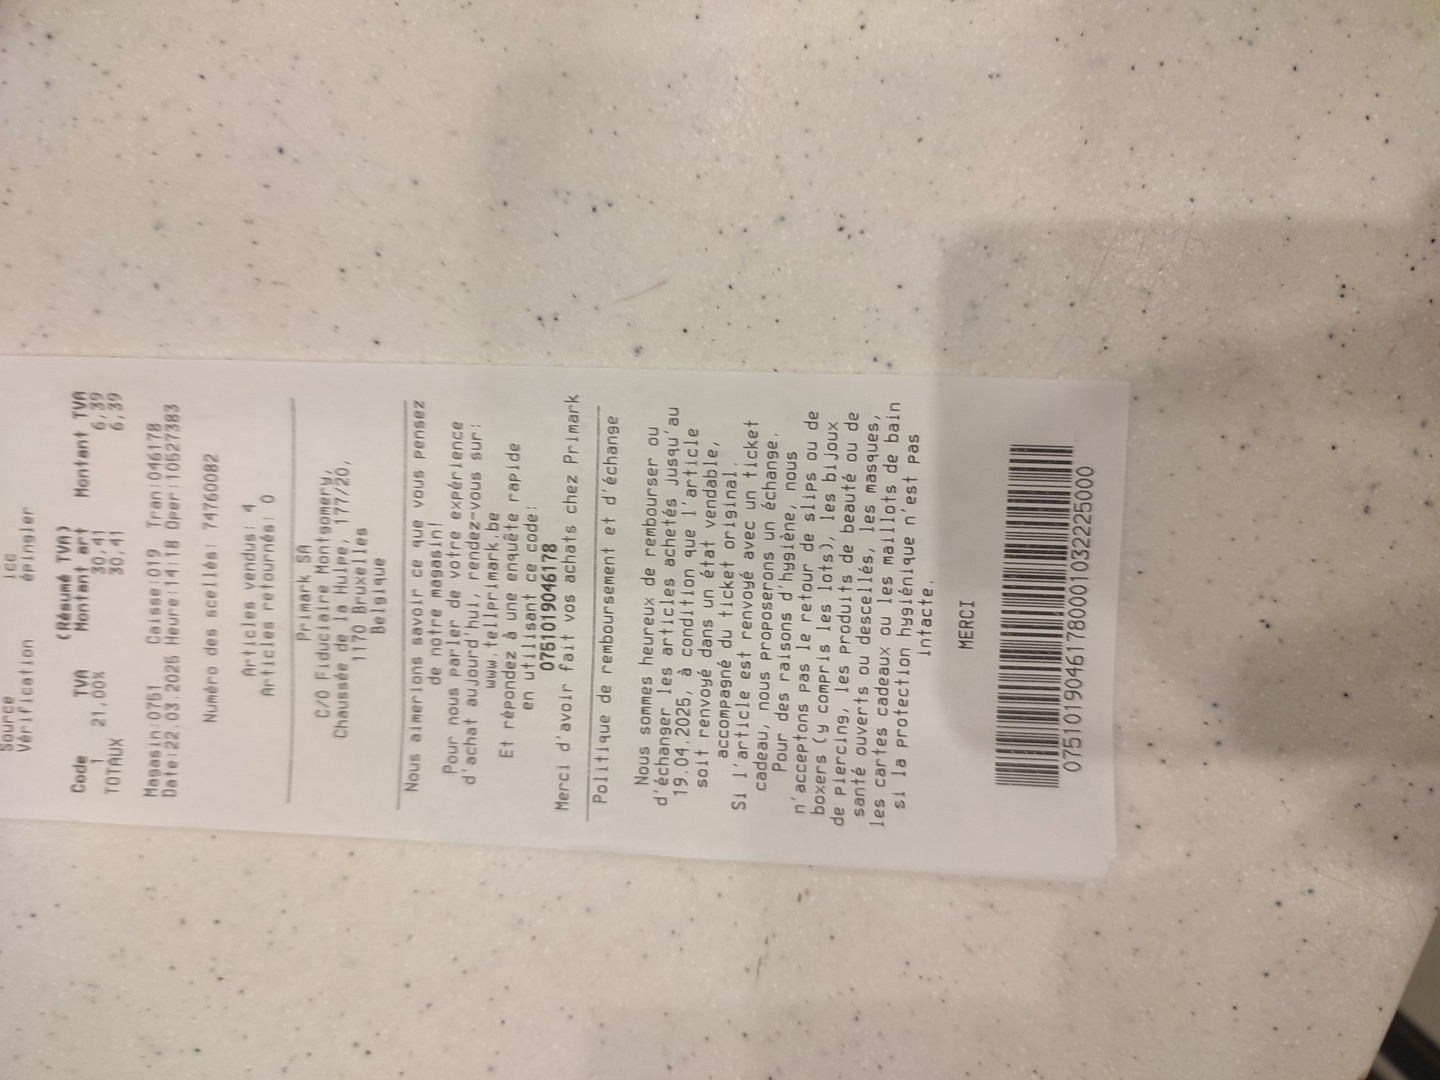 Source icc
Vérification épingler
(Résumé TVA)
Code TVA Montant art Montant TVA
1 21,00% 30,41 6,39
TOTAUX 30,41 6,39
Magasin:0751 Caisse:019 Tran:046178
Date:22.03.2025 Heure:14:18 Oper:10527383
Numéro des scellés: 74760082
Articles vendus: 4
Articles retournés: 0
Primark SA
C/O Fiduciaire Montgomery,
Chaussée de la Hulpe, 177/20,
1170 Bruxelles
Belgique
Nous aimerions savoir ce que vous pensez
de notre magasin!
Pour nous parler de votre expérience
d'achat aujourd'hui, rendez-vous sur:
www.tellprimark.be
Et répondez à une enquête rapide
en utilisant ce code:
0751019046178
Merci d'avoir fait vos achats chez Primark
Politique de remboursement et d'échange
Nous sommes heureux de rembourser ou
d'échanger les articles achetés jusqu'au
19.04.2025, à condition que l'article
soit renvoyé dans un état vendable,
accompagné du ticket original.
Si l'article est renvoyé avec un ticket
cadeau, nous proposerons un échange.
Pour des raisons d'hygiène, nous
n'acceptons pas le retour de slips ou de
boxers (y compris les lots), les bijoux
de piercing, les produits de beauté ou de
santé ouverts ou descellés, les masques,
les cartes cadeaux ou les maillots de bain
si la protection hygiénique n'est pas
intacte.
MERCI
0751019046178000103225000